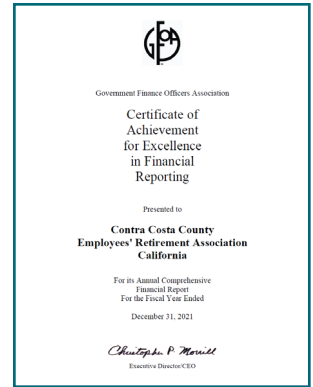 GFOA
Government Finance Officers Association
Certificate of
Achievement
for Excellence
in Financial
Reporting
Presented to
Contra Costa County
Employees' Retirement Association
California
For its Annual Comprehensive
Financial Report
For the Fiscal Year Ended
December 31, 2021
Christopher P. Morrill
Executive Director/CEO